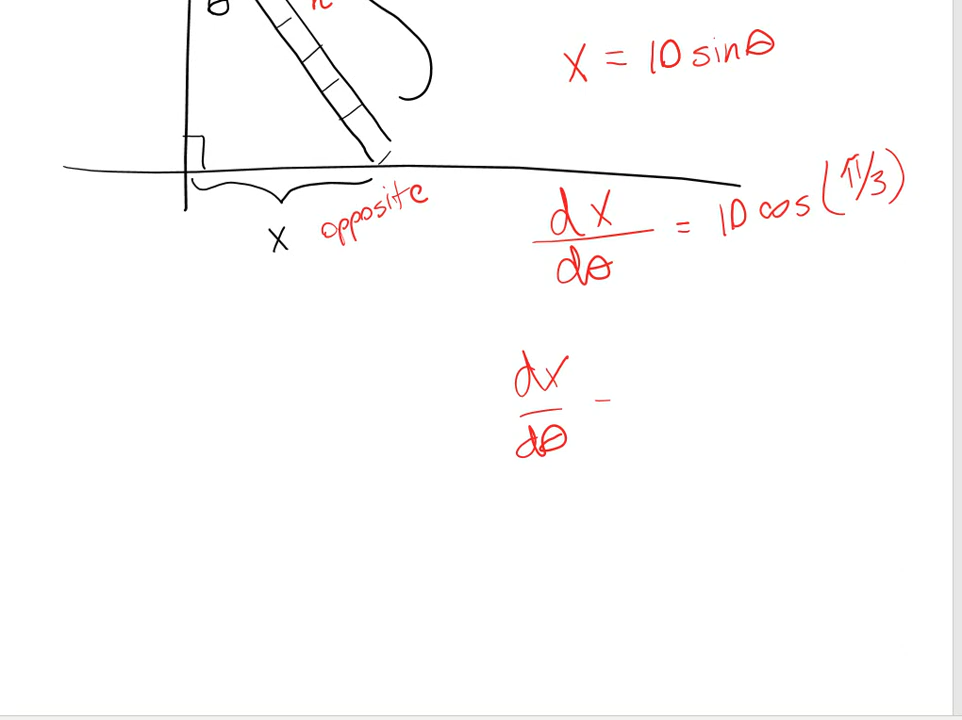 θ
x = 10 sinθ
x opposite
dx/dθ = 10 cos(π/3)
dx/dθ =